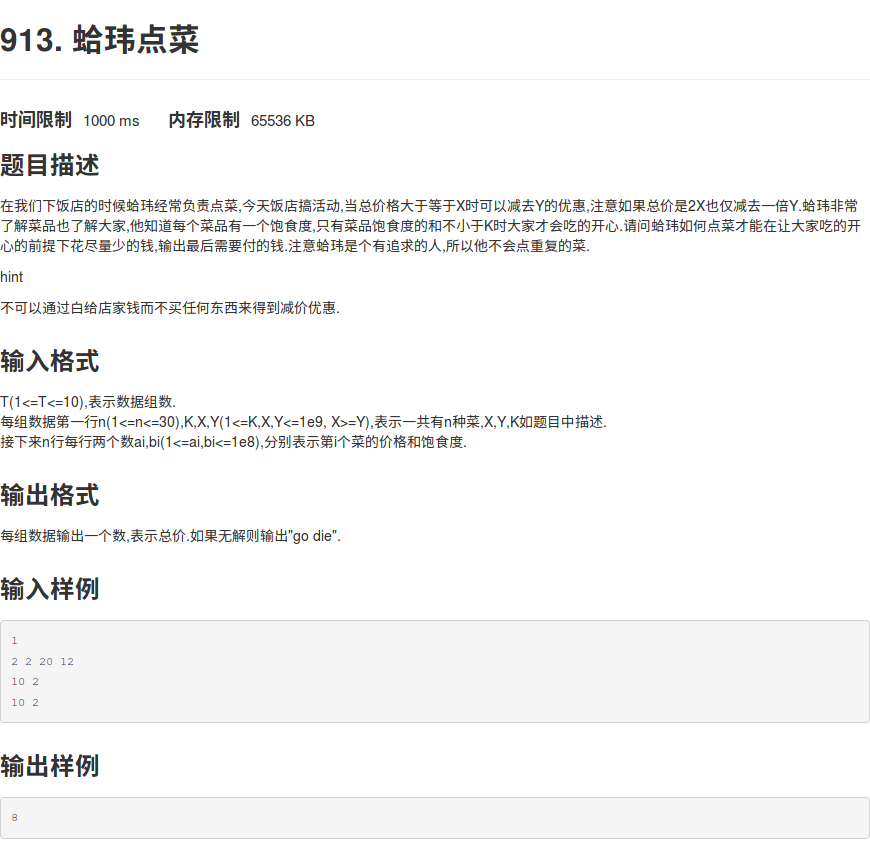 913. 蛤玮点菜
时间限制 1000 ms 内存限制 65536 KB
题目描述
在我们下饭店的时候蛤玮经常负责点菜,今天饭店搞活动,当总价格大于等于X时可以减去Y的优惠,注意如果总价是2X也仅减去一倍Y.蛤玮非常
了解菜品也了解大家,他知道每个菜品有一个饱食度,只有菜品饱食度的和不小于K时大家才会吃的开心.请问蛤玮如何点菜才能在让大家吃的开
心的前提下花尽量少的钱,输出最后需要付的钱.注意蛤玮是个有追求的人,所以他不会点重复的菜.
hint
不可以通过白给店家钱而不买任何东西来得到减价优惠.
输入格式
T(1<=T<=10),表示数据组数.
每组数据第一行n(1<=n<=30),K,X,Y(1<=K,X,Y<=1e9, X>=Y),表示一共有n种菜,X,Y,K如题目中描述.
接下来n行每行两个数ai,bi(1<=ai,bi<=1e8),分别表示第i个菜的价格和饱食度.
输出格式
每组数据输出一个数,表示总价.如果无解则输出"go die".
输入样例
1
2 2 20 12
10 2
10 2
输出样例
8